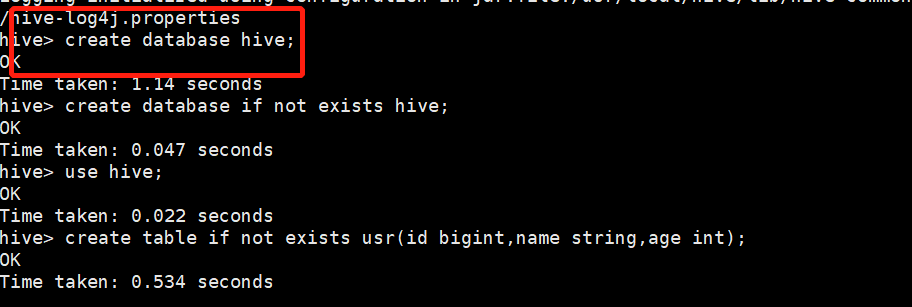 /hive-log4j.properties
hive> create database hive;
OK
Time taken: 1.14 seconds
hive> create database if not exists hive;
OK
Time taken: 0.047 seconds
hive> use hive;
OK
Time taken: 0.022 seconds
hive> create table if not exists usr(id bigint,name string,age int);
OK
Time taken: 0.534 seconds